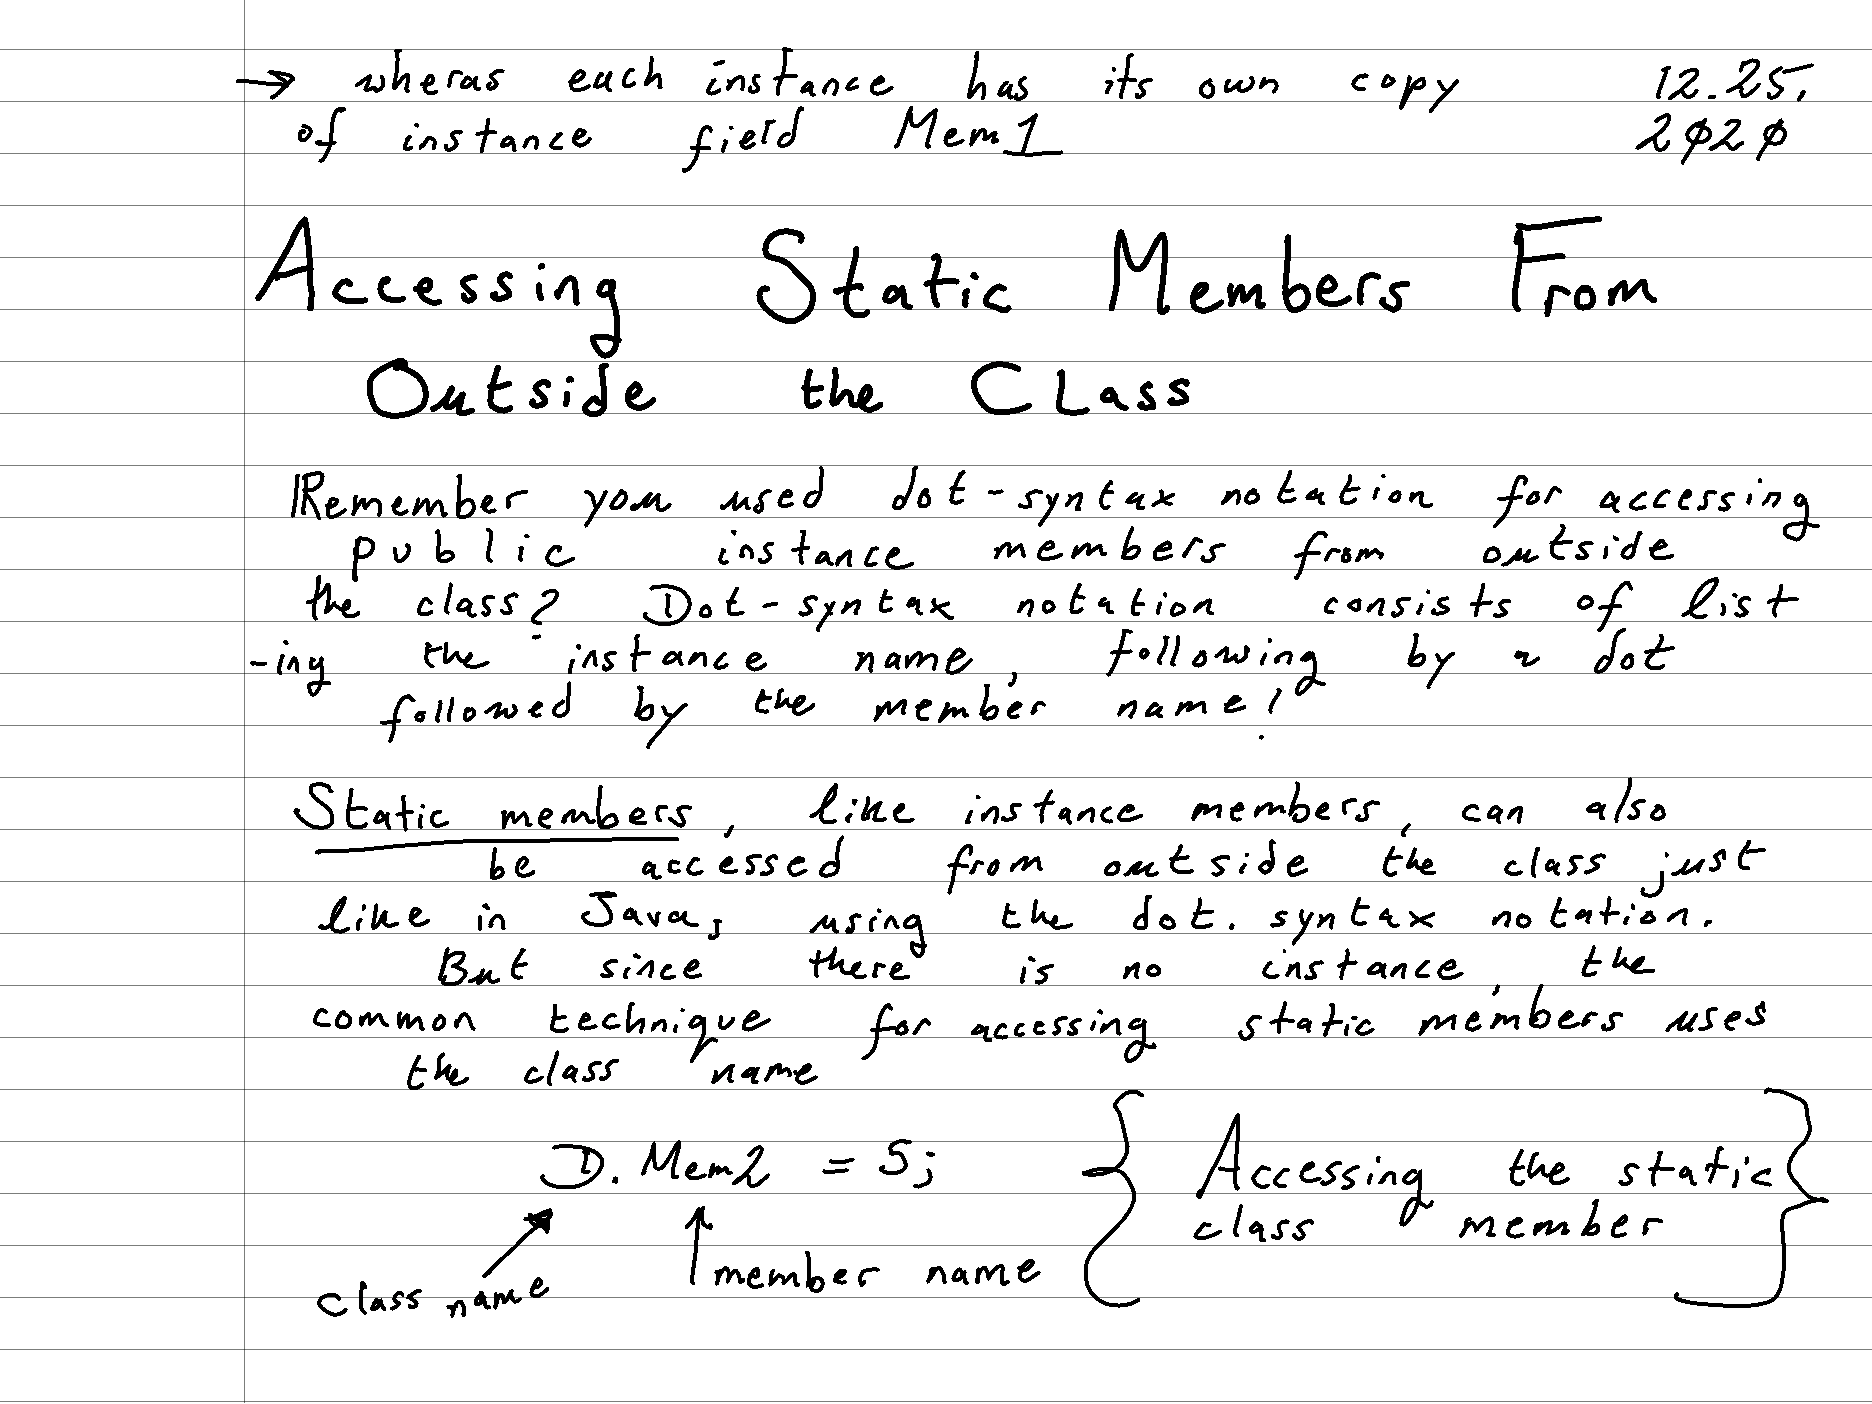 → wheras each instance has its own copy 12.25.
of instance field Mem1 2020
Accessing Static Members From
Outside the CLass
Remember you used dot-syntax notation for accessing
public instance members from outside
the class? Dot-syntax notation consists of list
-ing the instance name, following by a dot
followed by the member name!
Static members, like instance members, can also
be accessed from outside the class just
like in Java, using the dot. syntax notation.
But since there is no instance, the
common technique for accessing static members uses
the class name
D.Mem2 = 5; { Accessing the static }
class member
class name
member name